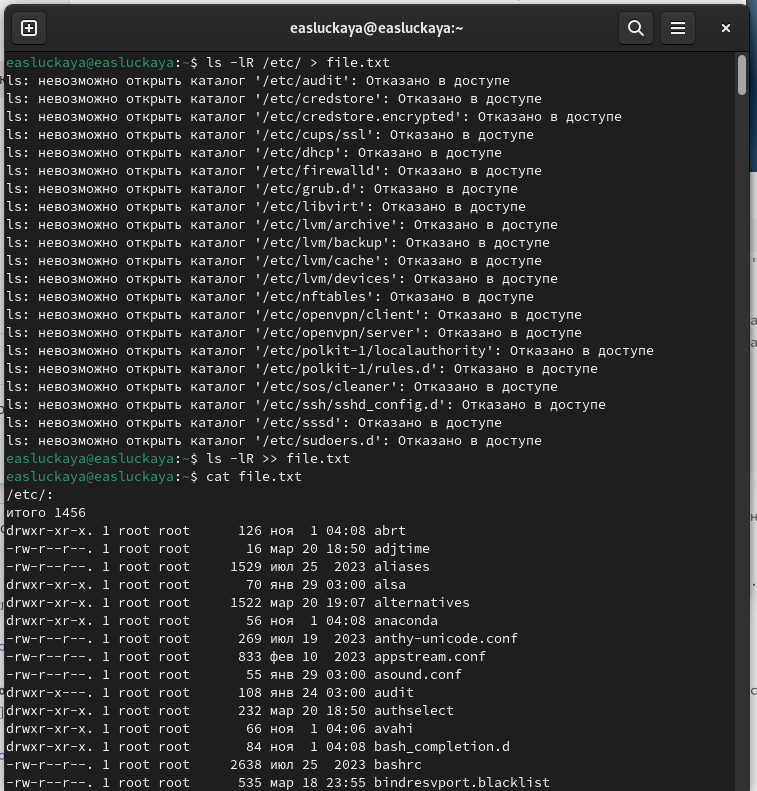 easluckaya@easluckaya:~
easluckaya@easluckaya:~$ ls -lR /etc/ > file.txt
ls: невозможно открыть каталог '/etc/audit': Отказано в доступе
ls: невозможно открыть каталог '/etc/credstore': Отказано в доступе
ls: невозможно открыть каталог '/etc/credstore.encrypted': Отказано в доступе
ls: невозможно открыть каталог '/etc/cups/ssl': Отказано в доступе
ls: невозможно открыть каталог '/etc/dhcp': Отказано в доступе
ls: невозможно открыть каталог '/etc/firewalld': Отказано в доступе
ls: невозможно открыть каталог '/etc/grub.d': Отказано в доступе
ls: невозможно открыть каталог '/etc/libvirt': Отказано в доступе
ls: невозможно открыть каталог '/etc/lvm/archive': Отказано в доступе
ls: невозможно открыть каталог '/etc/lvm/backup': Отказано в доступе
ls: невозможно открыть каталог '/etc/lvm/cache': Отказано в доступе
ls: невозможно открыть каталог '/etc/lvm/devices': Отказано в доступе
ls: невозможно открыть каталог '/etc/nftables': Отказано в доступе
ls: невозможно открыть каталог '/etc/openvpn/client': Отказано в доступе
ls: невозможно открыть каталог '/etc/openvpn/server': Отказано в доступе
ls: невозможно открыть каталог '/etc/polkit-1/localauthority': Отказано в доступе
ls: невозможно открыть каталог '/etc/polkit-1/rules.d': Отказано в доступе
ls: невозможно открыть каталог '/etc/sos/cleaner': Отказано в доступе
ls: невозможно открыть каталог '/etc/ssh/sshd_config.d': Отказано в доступе
ls: невозможно открыть каталог '/etc/sssd': Отказано в доступе
ls: невозможно открыть каталог '/etc/sudoers.d': Отказано в доступе
easluckaya@easluckaya:~$ ls -lR >> file.txt
easluckaya@easluckaya:~$ cat file.txt
/etc/:
итого 1456
drwxr-xr-x. 1 root root      126 ноя  1 04:08 abrt
-rw-r--r--. 1 root root       16 мар 20 18:50 adjtime
-rw-r--r--. 1 root root     1529 июл 25  2023 aliases
drwxr-xr-x. 1 root root       70 янв 29 03:00 alsa
drwxr-xr-x. 1 root root     1522 мар 20 19:07 alternatives
drwxr-xr-x. 1 root root       56 ноя  1 04:08 anaconda
-rw-r--r--. 1 root root      269 июл 19  2023 anthy-unicode.conf
-rw-r--r--. 1 root root      833 фев 10  2023 appstream.conf
-rw-r--r--. 1 root root       55 янв 29 03:00 asound.conf
drwxr-x---. 1 root root      108 янв 24 03:00 audit
drwxr-xr-x. 1 root root      232 мар 20 18:50 authselect
drwxr-xr-x. 1 root root       66 ноя  1 04:06 avahi
drwxr-xr-x. 1 root root       84 ноя  1 04:08 bash_completion.d
-rw-r--r--. 1 root root     2638 июл 25  2023 bashrc
-rw-r--r--. 1 root root      535 мар 18 23:55 bindresvport.blacklist